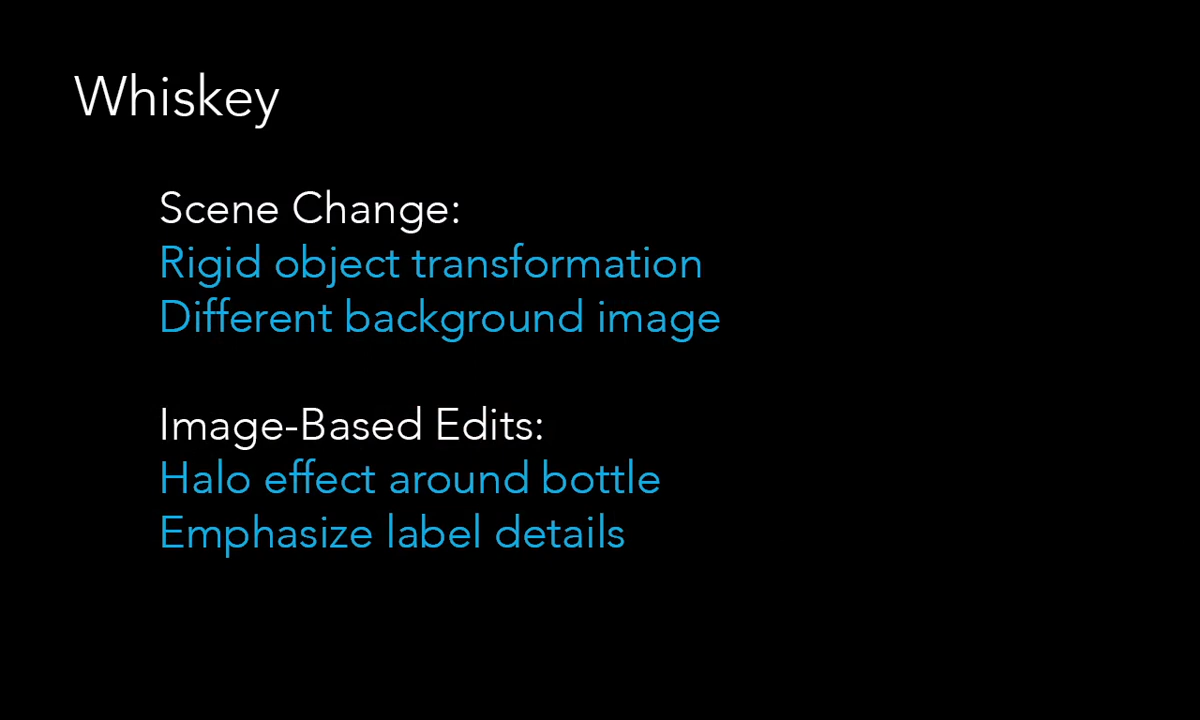 Whiskey
Scene Change:
Rigid object transformation
Different background image
Image-Based Edits:
Halo effect around bottle
Emphasize label details